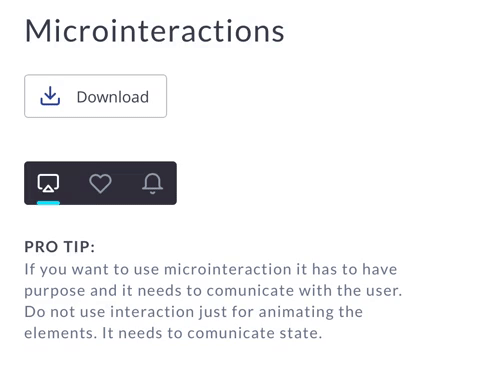 Microinteractions
Download
PRO TIP:
If you want to use microinteraction it has to have
purpose and it needs to comunicate with the user.
Do not use interaction just for animating the
elements. It needs to comunicate state.